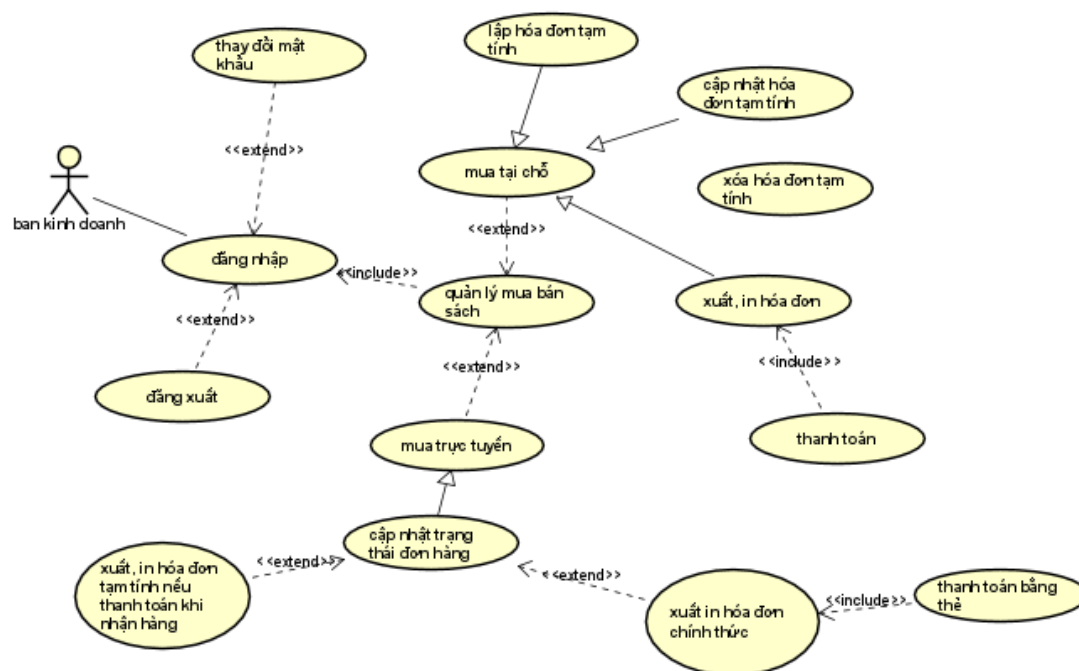 thay đổi mật
khẩu
lập hóa đơn tạm
tính
cập nhật hóa
đơn tạm tính
<<extend>>
mua tại chỗ
xóa hóa đơn tạm
tính
ban kinh doanh
<<extend>>
đăng nhập
<<include>>
quản lý mua bán
sách
xuất, in hóa đơn
<<extend>>
<<extend>>
<<include>>
đăng xuất
mua trực tuyến
thanh toán
cập nhật trạng
thái đơn hàng
xuất, in hóa đơn
tạm tính nếu
thanh toán khi
nhận hàng
<<extend>>
<<extend>>
xuất in hóa đơn
chính thức
<<include>>
thanh toán bằng
thẻ